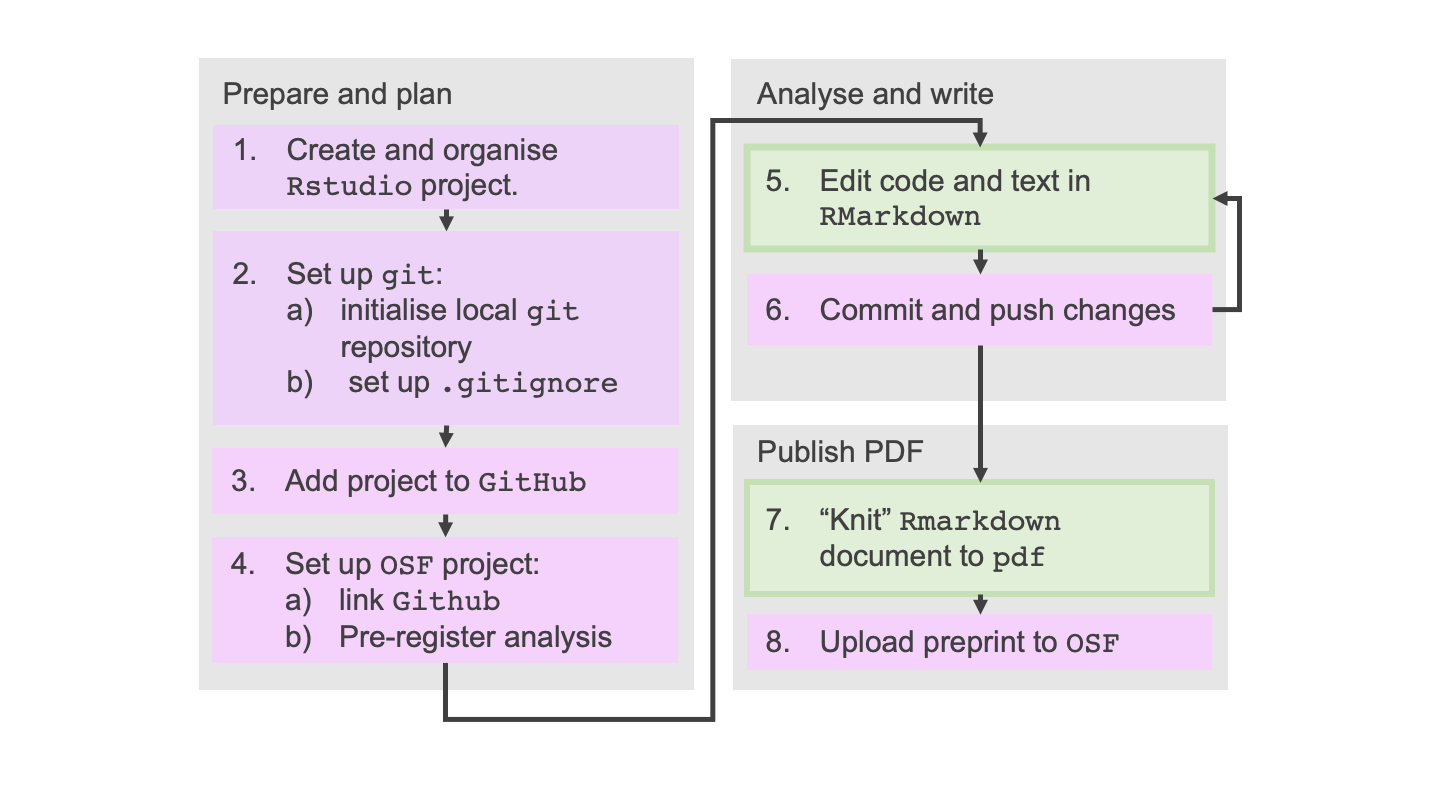 Prepare and plan
1. Create and organise
Rstudio project.
2. Set up git:
a) initialise local git
repository
b) set up .gitignore
3. Add project to GitHub
4. Set up OSF project:
a) link Github
b) Pre-register analysis
Analyse and write
5. Edit code and text in
RMarkdown
6. Commit and push changes
Publish PDF
7. “Knit” Rmarkdown
document to pdf
8. Upload preprint to OSF